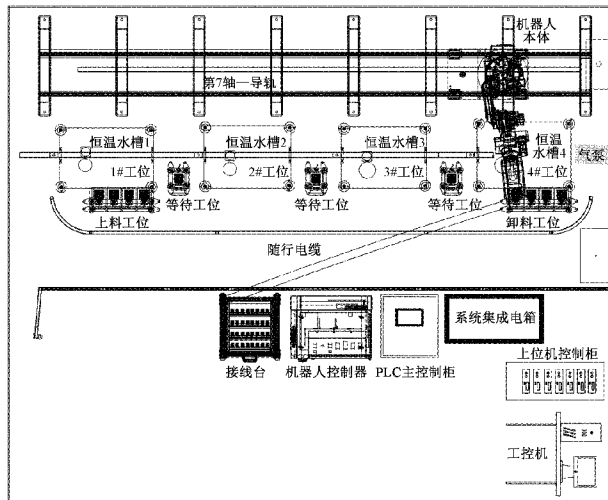 机器人
本体
第7轴—导轨
恒温水槽1
恒温水槽2
恒温水槽3
恒温
水槽4
气泵
1#工位
2#工位
3#工位
4#工位
上料工位
等待工位
等待工位
等待工位
卸料工位
随行电缆
系统集成电箱
接线台
机器人控制器
PLC主控制柜
上位机控制柜
工控机